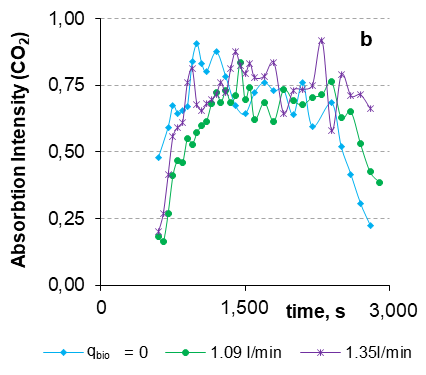 1,00
b
0,75
0,50
0,25
0,00
Absorbtion Intensity (CO₂)
0
1,500
3,000
time, s
q bio = 0
1.09 l/min
1.35l/min